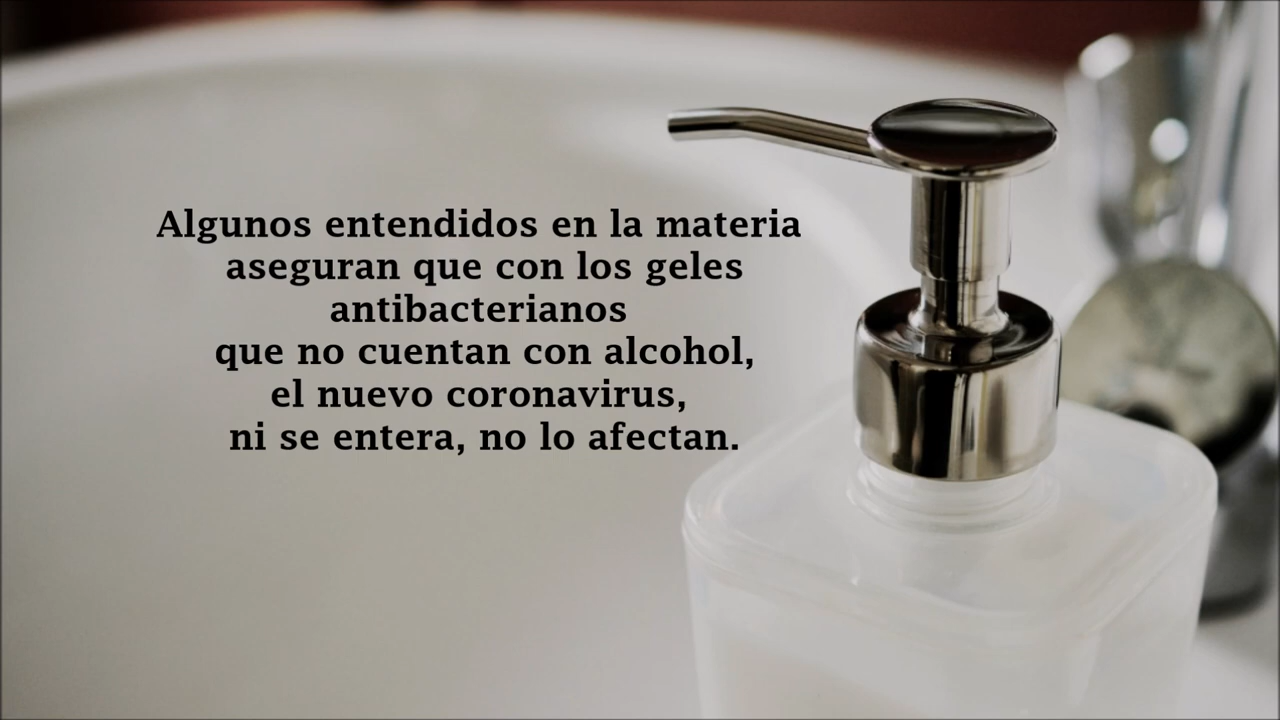 Algunos entendidos en la materia
aseguran que con los geles
antibacterianos
que no cuentan con alcohol,
el nuevo coronavirus,
ni se entera, no lo afectan.